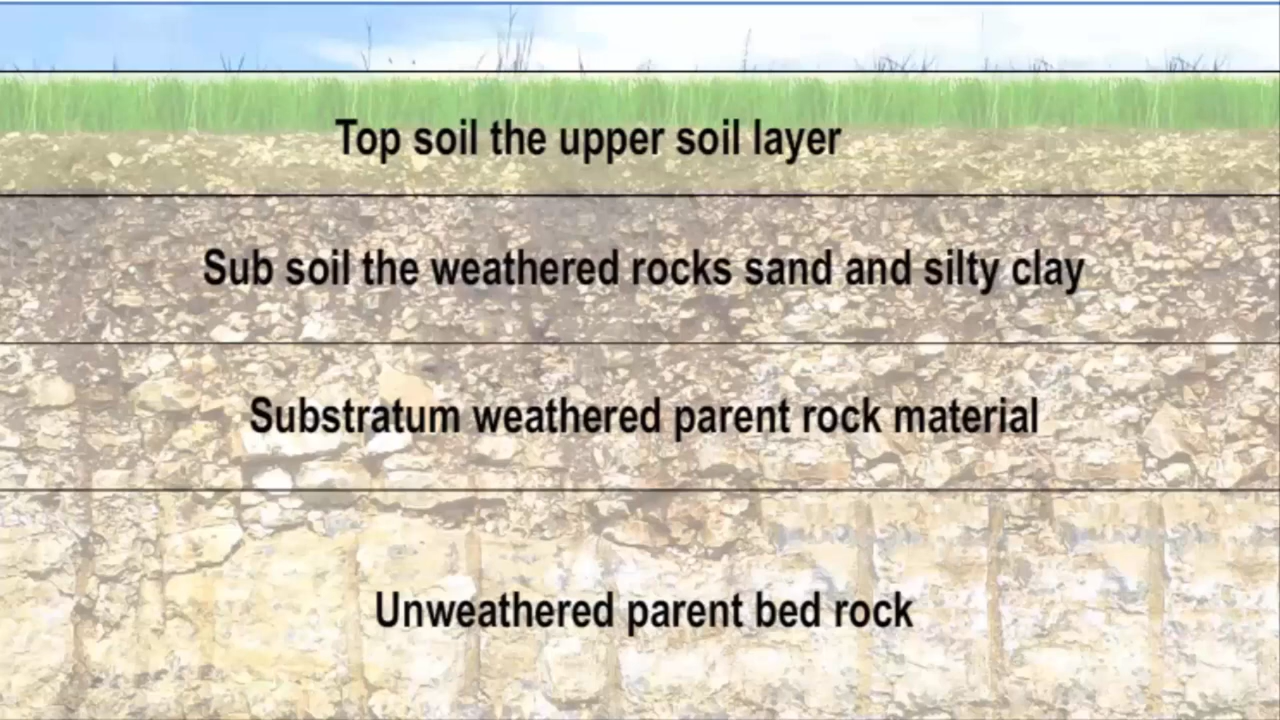 Top soil the upper soil layer
Sub soil the weathered rocks sand and silty clay
Substratum weathered parent rock material
Unweathered parent bed rock